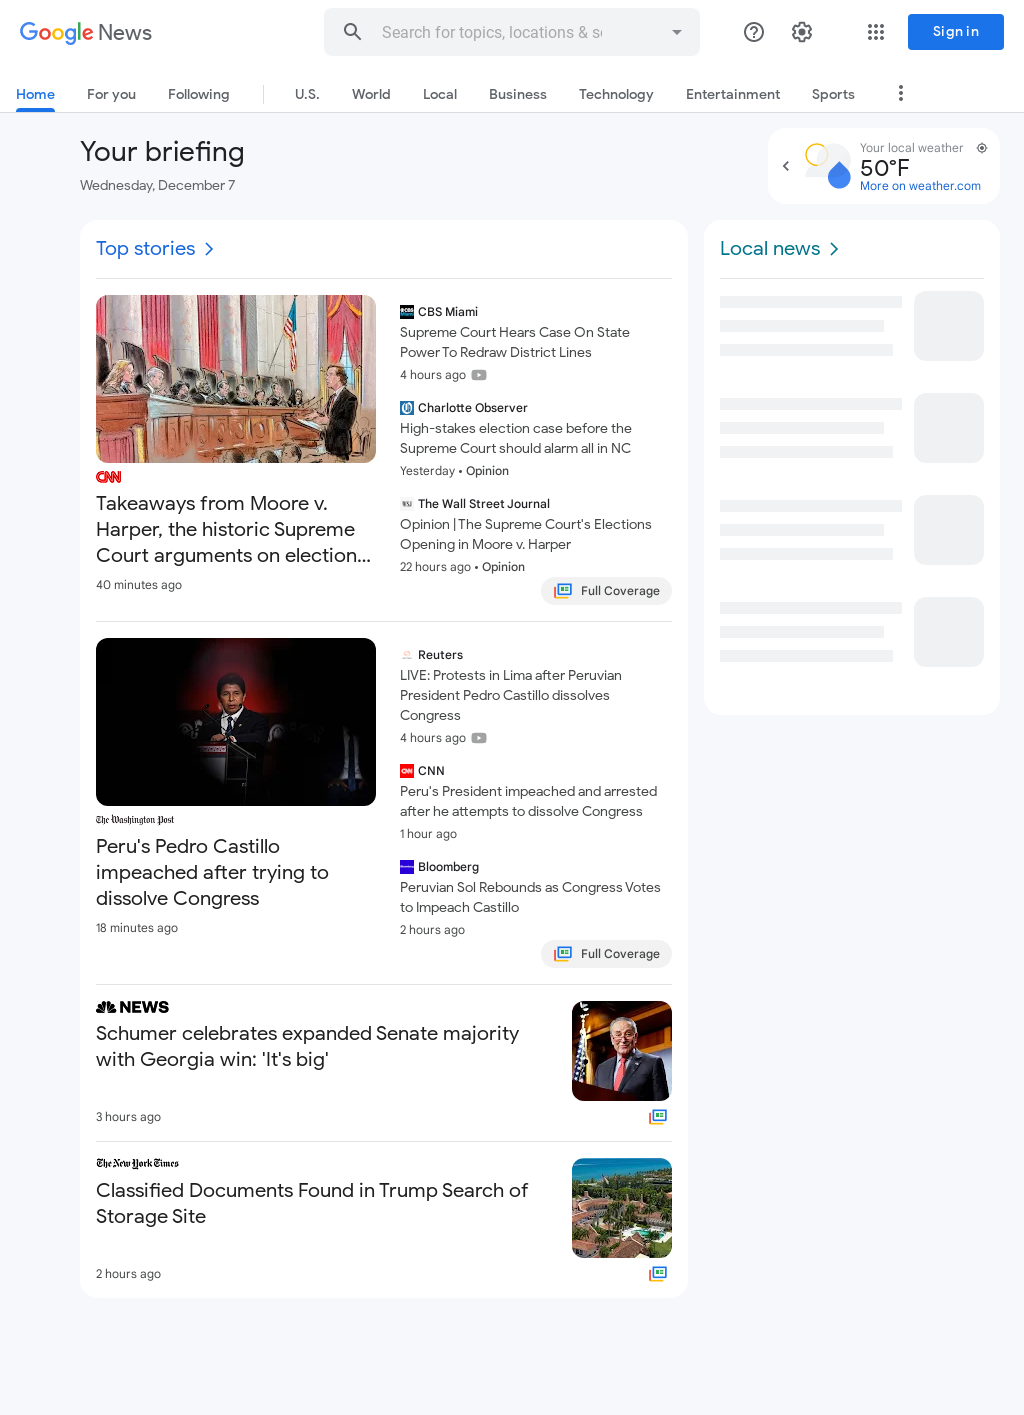 Google News
Search for topics, locations & so
Sign in
Home
For you
Following
U.S.
World
Local
Business
Technology
Entertainment
Sports
Your briefing
Wednesday, December 7
Your local weather
50°F
More on weather.com
Top stories
CNN
Takeaways from Moore v.
Harper, the historic Supreme
Court arguments on election...
40 minutes ago
CBS Miami
Supreme Court Hears Case On State
Power To Redraw District Lines
4 hours ago
Charlotte Observer
High-stakes election case before the
Supreme Court should alarm all in NC
Yesterday • Opinion
WSJ The Wall Street Journal
Opinion | The Supreme Court's Elections
Opening in Moore v. Harper
22 hours ago • Opinion
Full Coverage
The Washington Post
Peru's Pedro Castillo
impeached after trying to
dissolve Congress
18 minutes ago
Reuters
LIVE: Protests in Lima after Peruvian
President Pedro Castillo dissolves
Congress
4 hours ago
CNN CNN
Peru's President impeached and arrested
after he attempts to dissolve Congress
1 hour ago
Bloomberg
Peruvian Sol Rebounds as Congress Votes
to Impeach Castillo
2 hours ago
Full Coverage
NEWS
Schumer celebrates expanded Senate majority
with Georgia win: 'It's big'
3 hours ago
The New York Times
Classified Documents Found in Trump Search of
Storage Site
2 hours ago
Local news